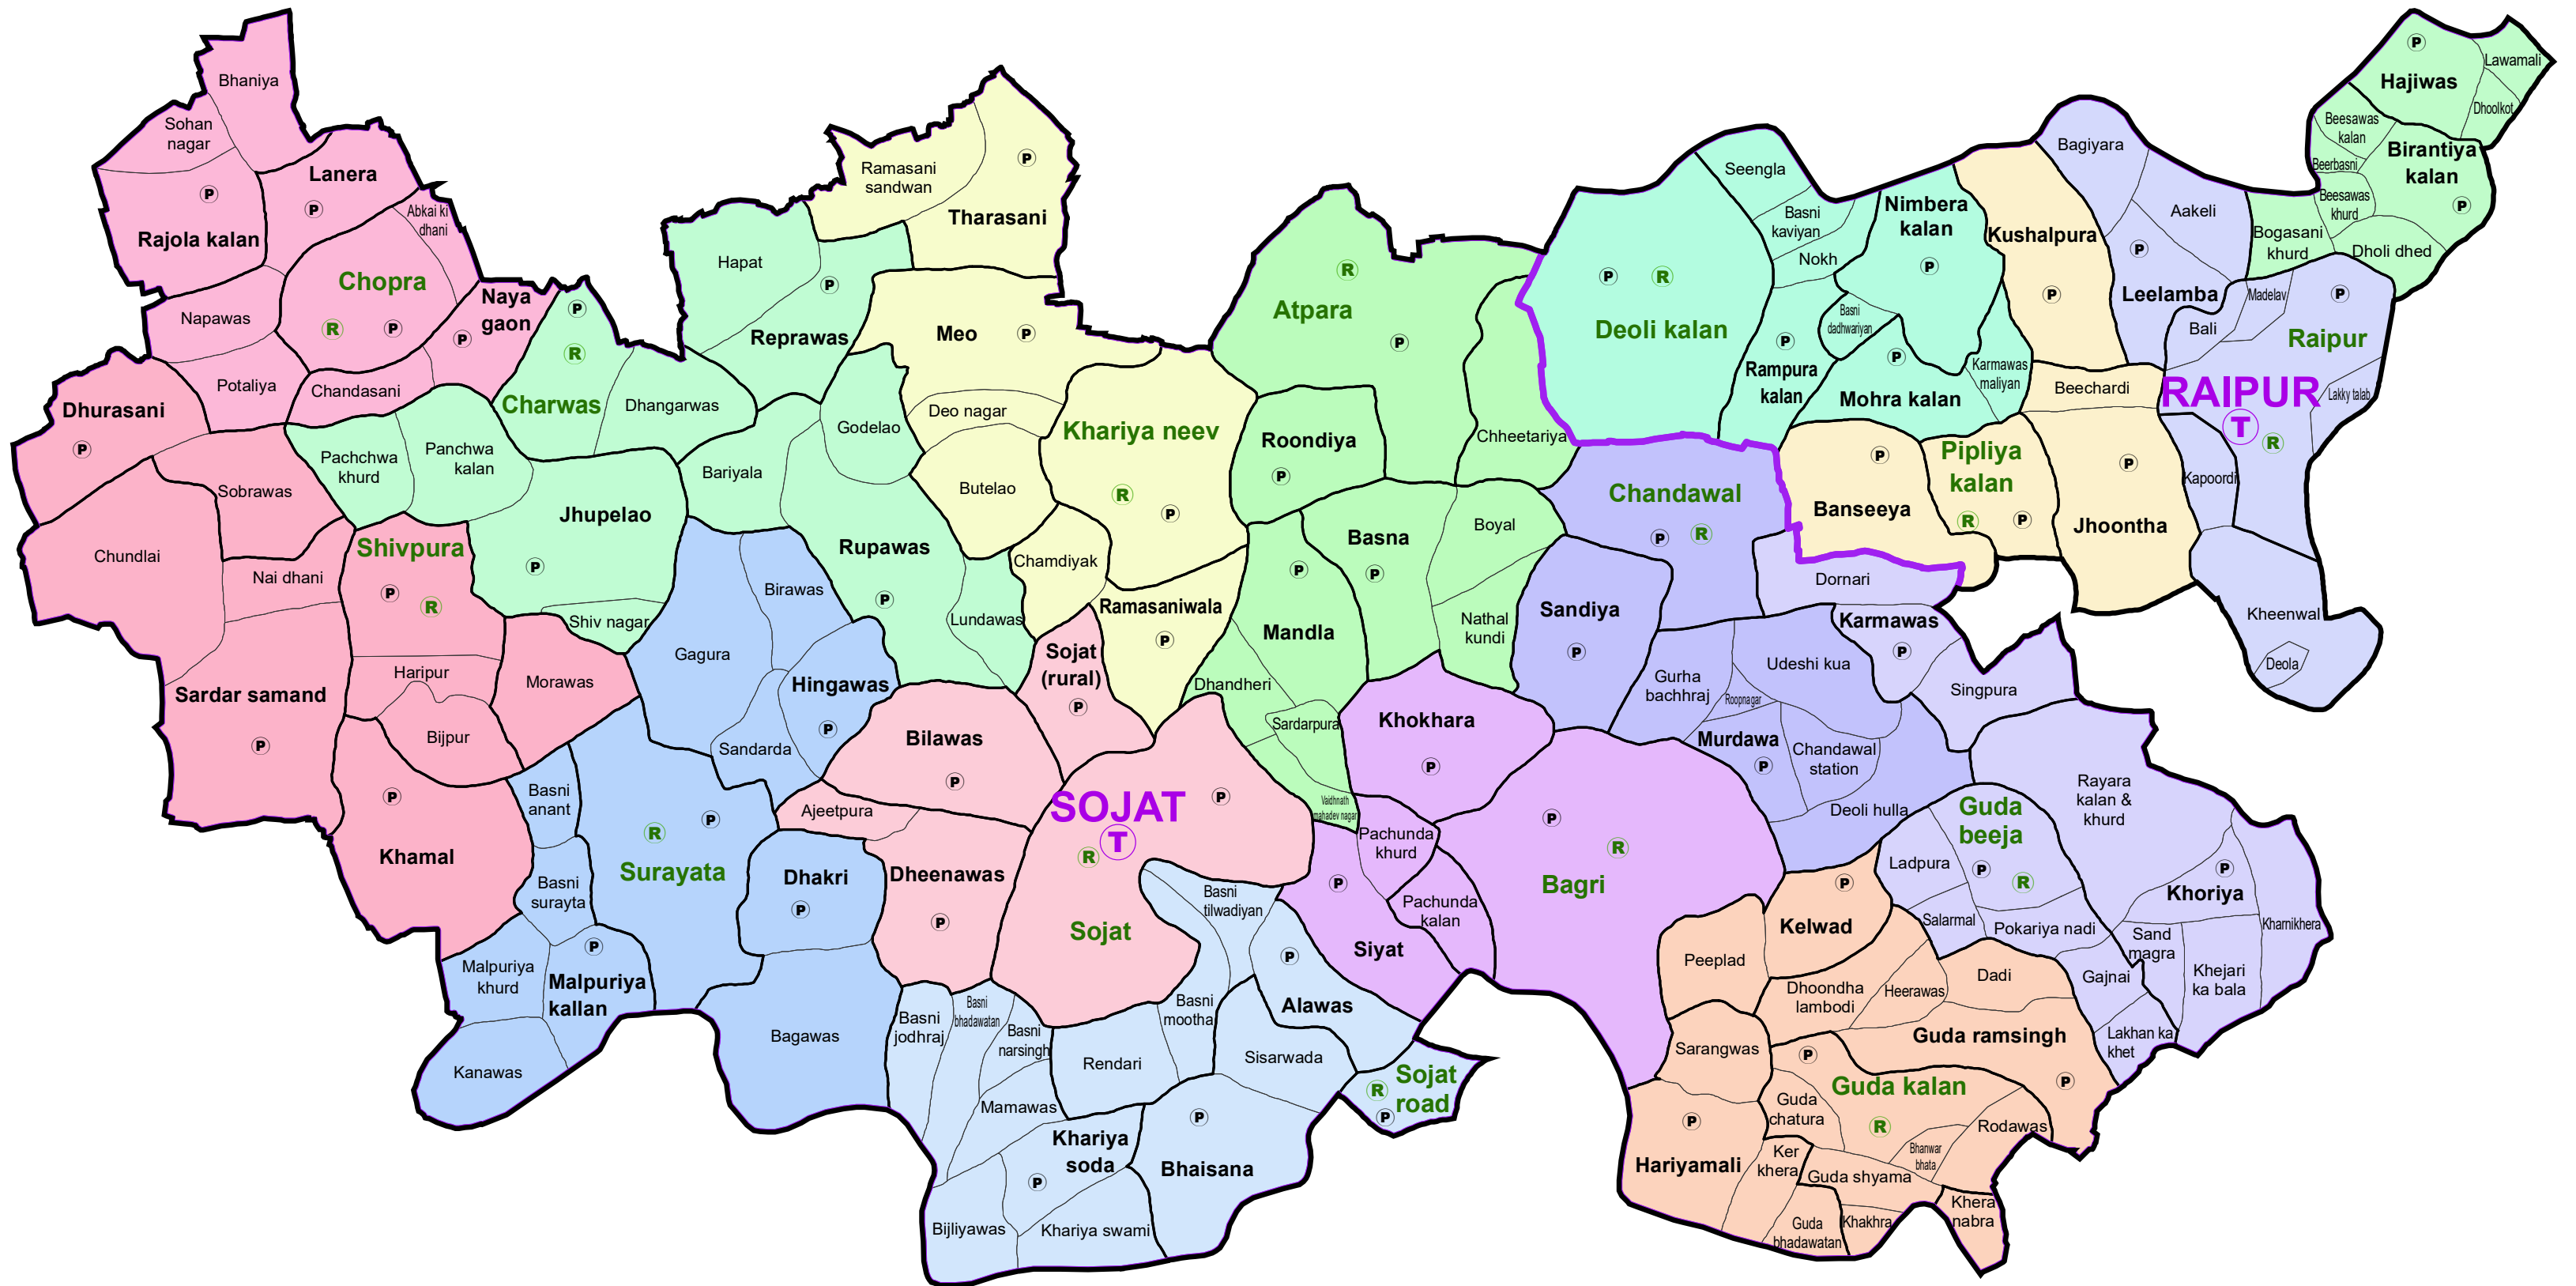 Bhaniya
Sohan
nagar
Lanera
P
P
Rajola kalan
Abkai ki
dhani
Chopra
R
P
Naya
gaon
P
Napawas
Potaliya
Chandasani
Dhurasani
P
Chundlai
Sobrawas
Nai dhani
Sardar samand
P
Shivpura
P
R
Haripur
Bijpur
Morawas
Khamal
P
P
R
Charwas
Dhangarwas
Pachchwa
khurd
Panchwa
kalan
Jhupelao
P
Shiv nagar
Hapat
P
Reprawas
Bariyala
Godelao
Rupawas
P
Lundawas
Ramasani
sandwan
P
Tharasani
Meo
P
Deo nagar
Butelao
Khariya neev
R
P
Chamdiyak
Ramasaniwala
P
Gagura
Birawas
Hingawas
P
Sandarda
Basni
anant
Surayata
R
P
Basni
surayta
Malpuriya
khurd
P
Malpuriya
kallan
Kanawas
Dhakri
P
Bagawas
Sojat
(rural)
P
Bilawas
P
Ajeetpura
Dheenawas
P
SOJAT
T
R
P
Sojat
Basni
tilwadiyan
P
Alawas
Basni
jodhraj
Basni
bhadawatan
Basni
narsingh
Rendari
Basni
mootha
Sisarwada
Mamawas
Khariya
soda
P
P
Bhaisana
Bijliyawas
Khariya swami
R
Sojat
road
P
R
Atpara
P
Chheetariya
Roondiya
P
Basna
P
Boyal
Nathal
kundi
P
Mandla
Dhandheri
Sardarpura
Vaidhnath
mahadev nagar
Khokhara
P
Pachunda
khurd
P
Pachunda
kalan
Siyat
P
R
Bagri
P
R
Deoli kalan
Seengla
Basni
kaviyan
Nokh
Nimbera
kalan
P
Basni
dadhwariyan
P
Rampura
kalan
P
Mohra kalan
Karmawas
maliyan
Chandawal
P
R
Dornari
Sandiya
P
Gurha
bachhraj
Udeshi kua
Roopnagar
Karmawas
P
Singpura
Murdawa
P
Chandawal
station
Deoli hulla
Kushalpura
P
Beechardi
P
Banseeya
Pipliya
kalan
R
P
P
Jhoontha
Bagiyara
Aakeli
P
Leelamba
Madelav
Bali
P
Raipur
RAIPUR
T
R
Lakky talab
Kapoordi
Kheenwal
Deola
P
Hajiwas
Lawamali
Dhoolkot
Beesawas
kalan
Birantiya
kalan
P
Beerbasni
Beesawas
khurd
Bogasani
khurd
Dholi dhed
Rayara
kalan &
khurd
Guda
beeja
P
R
Ladpura
Salarmal
Pokariya nadi
P
Khoriya
Kharnikhera
Sand
magra
Gajnai
Khejari
ka bala
Lakhan ka
khet
P
Kelwad
Peeplad
Dhoondha
lambodi
Heerawas
Dadi
Guda ramsingh
P
Sarangwas
P
Guda kalan
R
Guda
chatura
Rodawas
Bhanwar
bhata
P
Hariyamali
Ker
khera
Guda shyama
Guda
bhadawatan
Khakhra
Khera
nabra